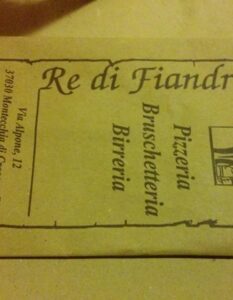 Re di Fiandr
Pizzeria
Bruschetteria
Birreria
Via Alpone, 12
37030 Montecchia di